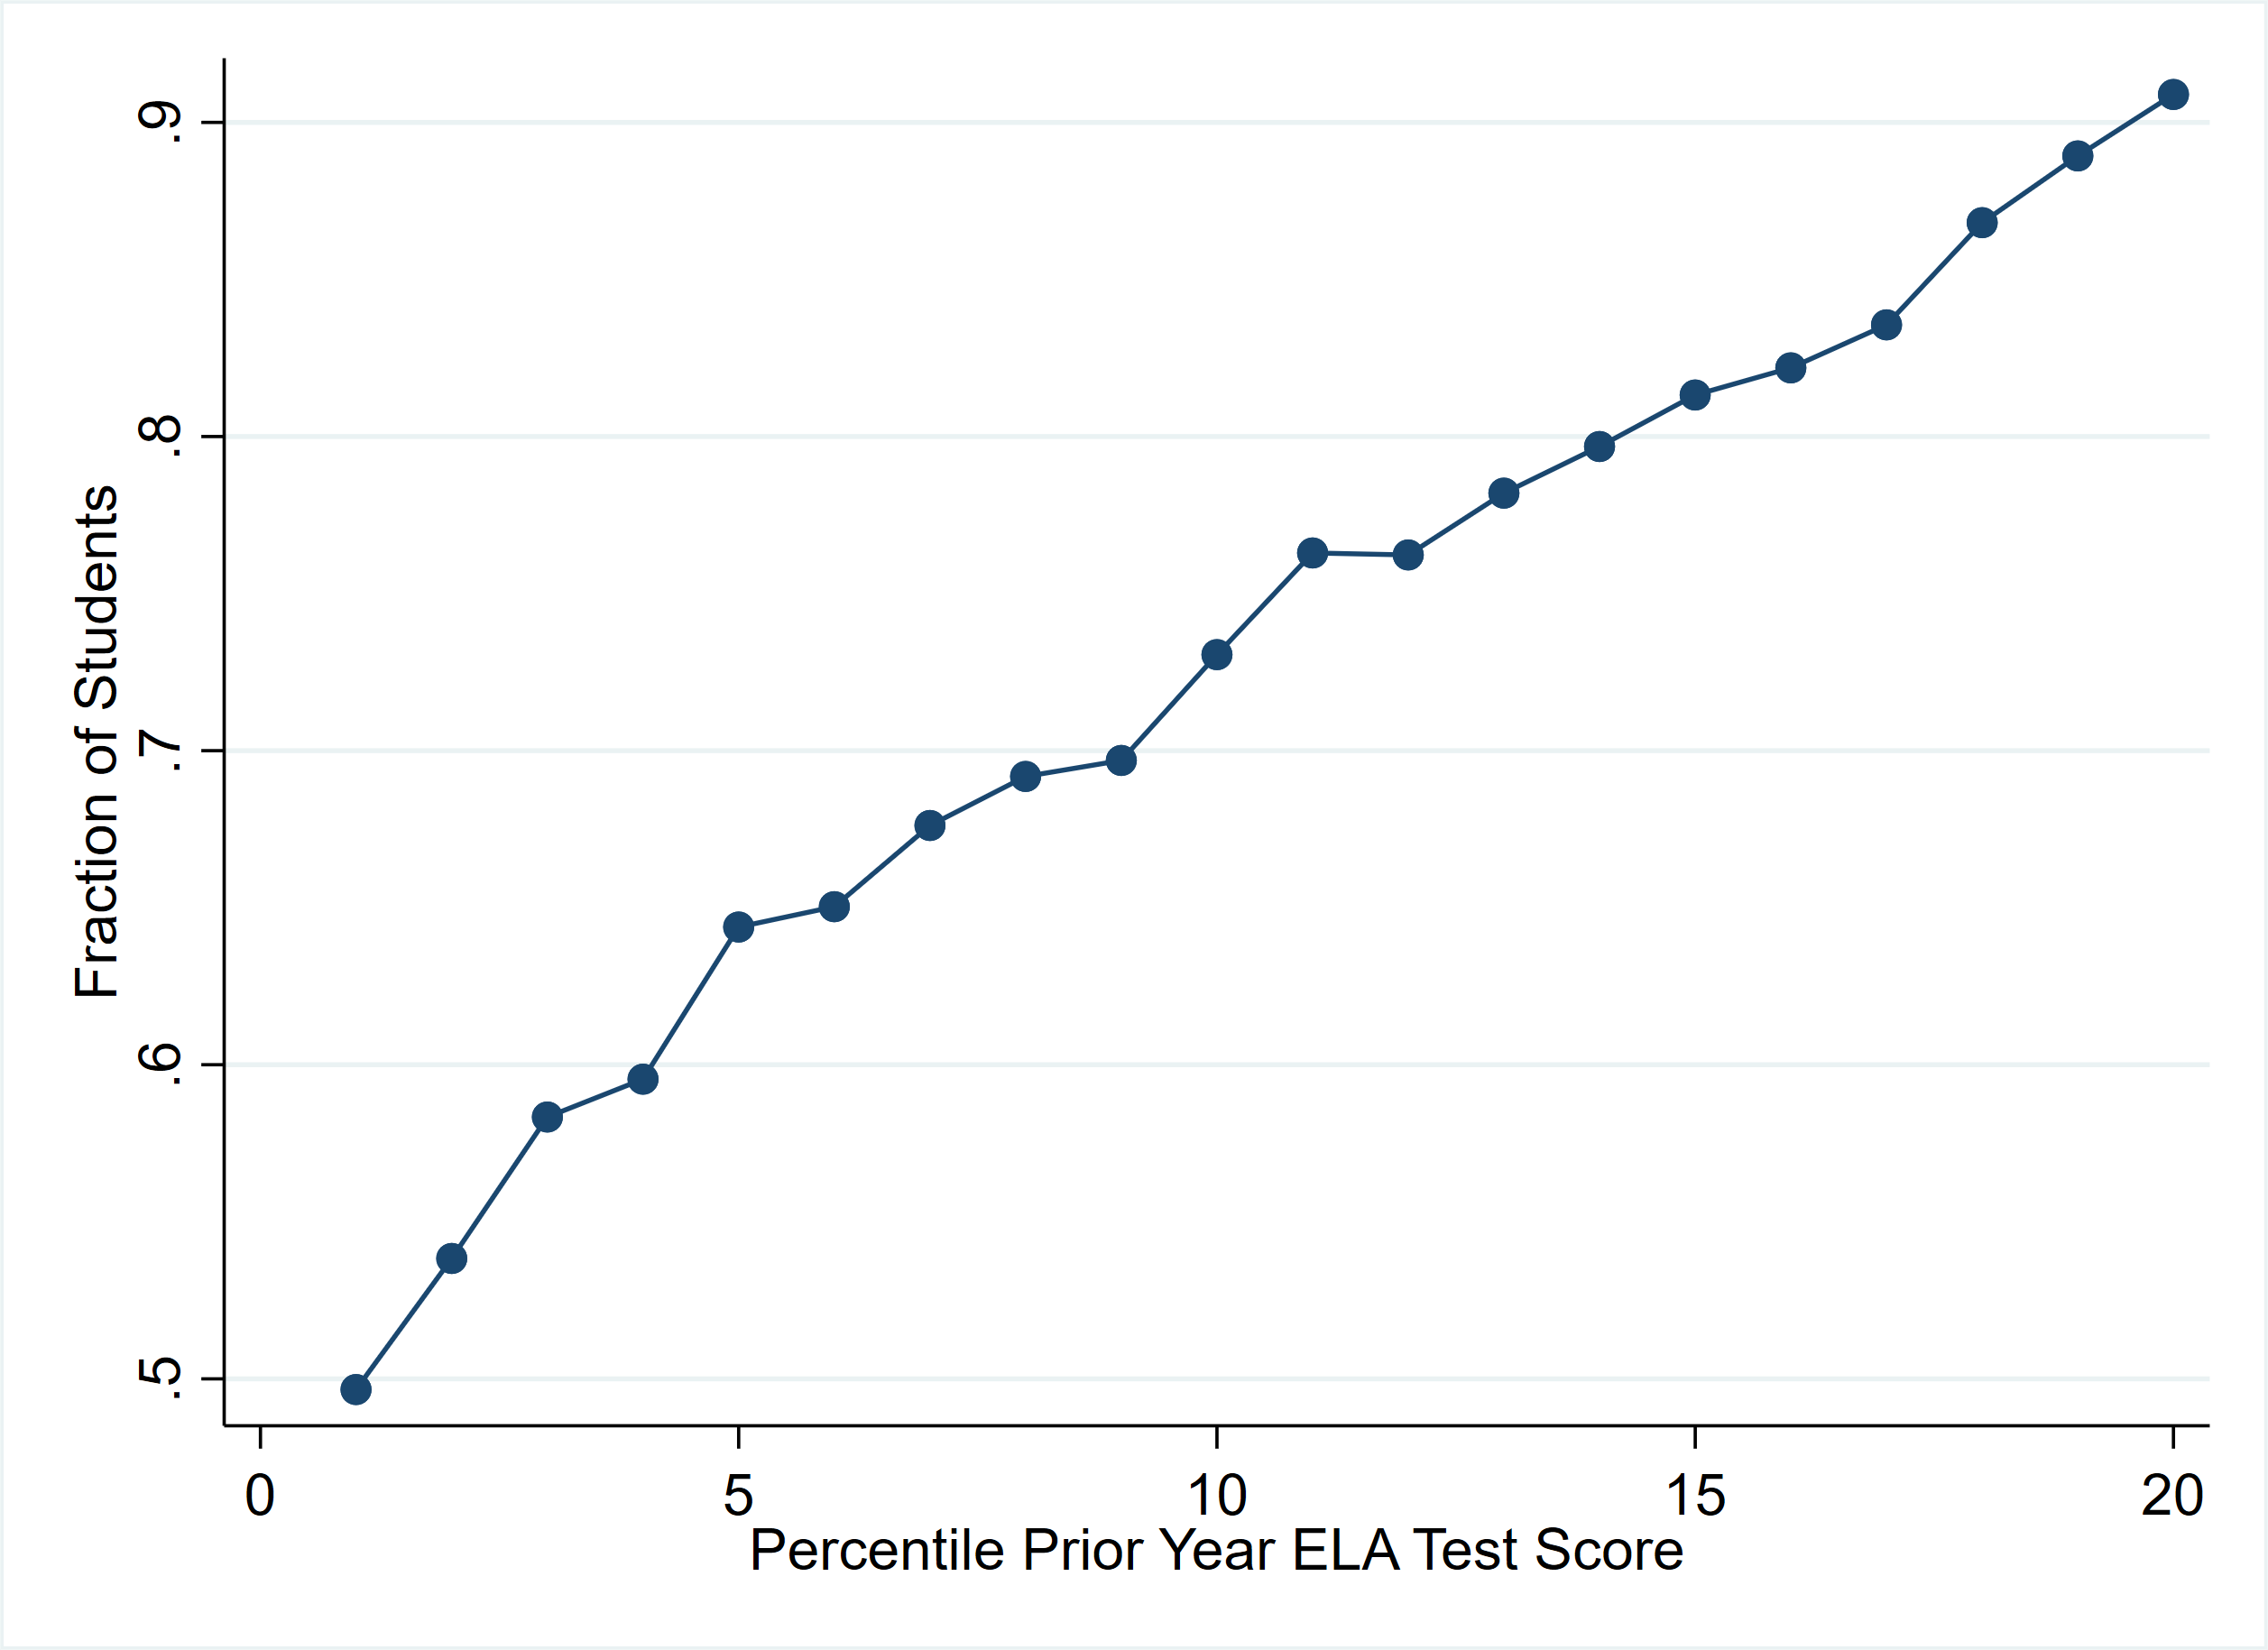 Fraction of Students
.9
.8
.7
.6
.5
0 5 10 15 20
Percentile Prior Year ELA Test Score